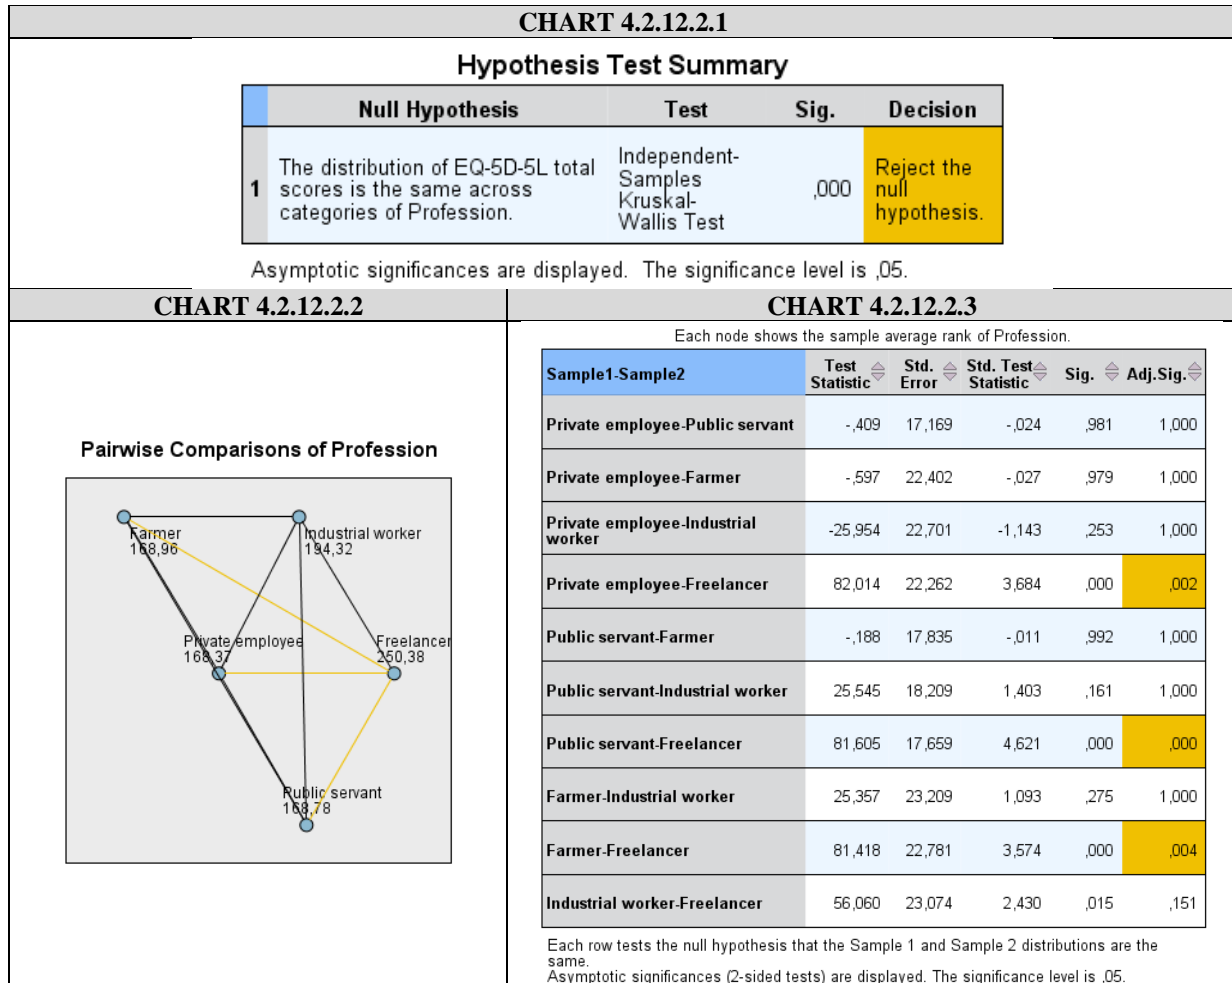 CHART 4.2.12.2.1
Hypothesis Test Summary
Null Hypothesis Test Sig. Decision
1 The distribution of EQ-5D-5L total scores is the same across categories of Profession. Independent-Samples Kruskal-Wallis Test ,000 Reject the null hypothesis.
Asymptotic significances are displayed. The significance level is ,05.
CHART 4.2.12.2.2
Pairwise Comparisons of Profession
Farmer
168,96
Industrial worker
194,32
Private employee
168,37
Freelancer
250,38
Public servant
168,78
CHART 4.2.12.2.3
Each node shows the sample average rank of Profession.
Sample1-Sample2 Test Statistic Std. Error Std. Test Statistic Sig. Adj.Sig.
Private employee-Public servant -,409 17,169 -,024 ,981 1,000
Private employee-Farmer -,597 22,402 -,027 ,979 1,000
Private employee-Industrial worker -25,954 22,701 -1,143 ,253 1,000
Private employee-Freelancer 82,014 22,262 3,684 ,000 ,002
Public servant-Farmer -,188 17,835 -,011 ,992 1,000
Public servant-Industrial worker 25,545 18,209 1,403 ,161 1,000
Public servant-Freelancer 81,605 17,659 4,621 ,000 ,000
Farmer-Industrial worker 25,357 23,209 1,093 ,275 1,000
Farmer-Freelancer 81,418 22,781 3,574 ,000 ,004
Industrial worker-Freelancer 56,060 23,074 2,430 ,015 ,151
Each row tests the null hypothesis that the Sample 1 and Sample 2 distributions are the
same.
Asymptotic significances (2-sided tests) are displayed. The significance level is ,05.